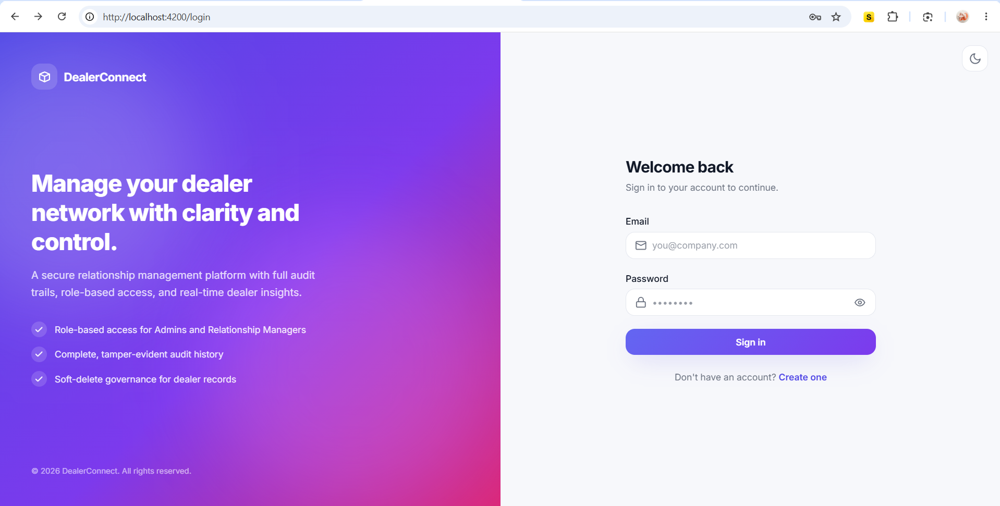 http://localhost:4200/login
S
DealerConnect
Manage your dealer
network with clarity and
control.
A secure relationship management platform with full audit
trails, role-based access, and real-time dealer insights.
Role-based access for Admins and Relationship Managers
Complete, tamper-evident audit history
Soft-delete governance for dealer records
© 2026 DealerConnect. All rights reserved.
Welcome back
Sign in to your account to continue.
Email
you@company.com
Password
••••••••
Sign in
Don't have an account? Create one